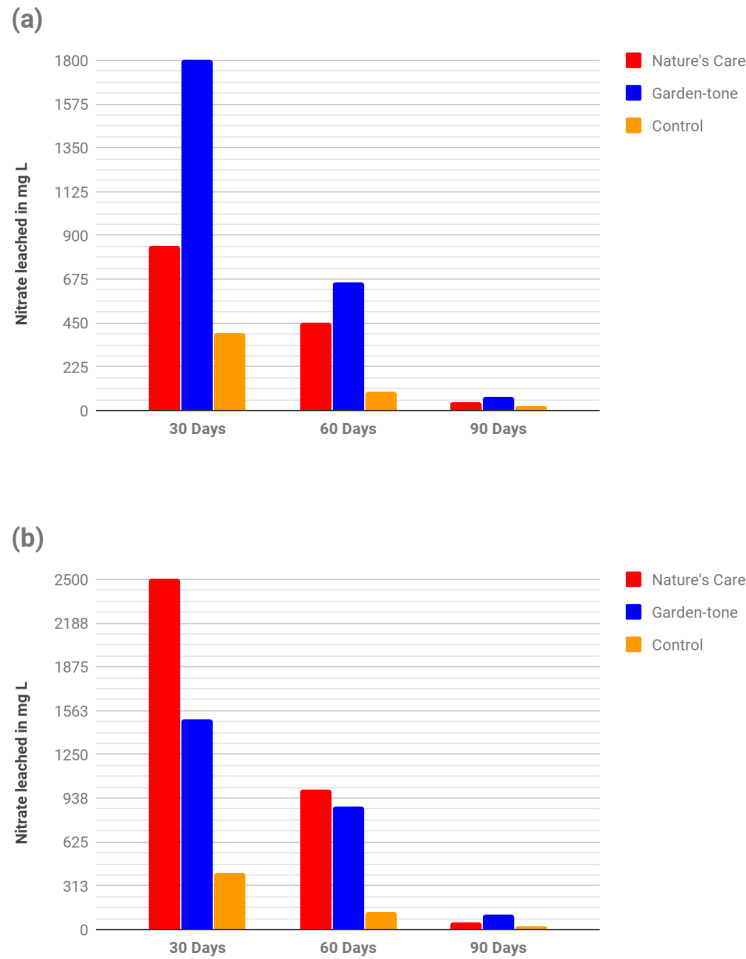 (a)
Nitrate leached in mg L
1800
1575
1350
1125
900
675
450
225
0
30 Days
60 Days
90 Days
Nature's Care
Garden-tone
Control
(b)
Nitrate leached in mg L
2500
2188
1875
1563
1250
938
625
313
0
30 Days
60 Days
90 Days
Nature's Care
Garden-tone
Control